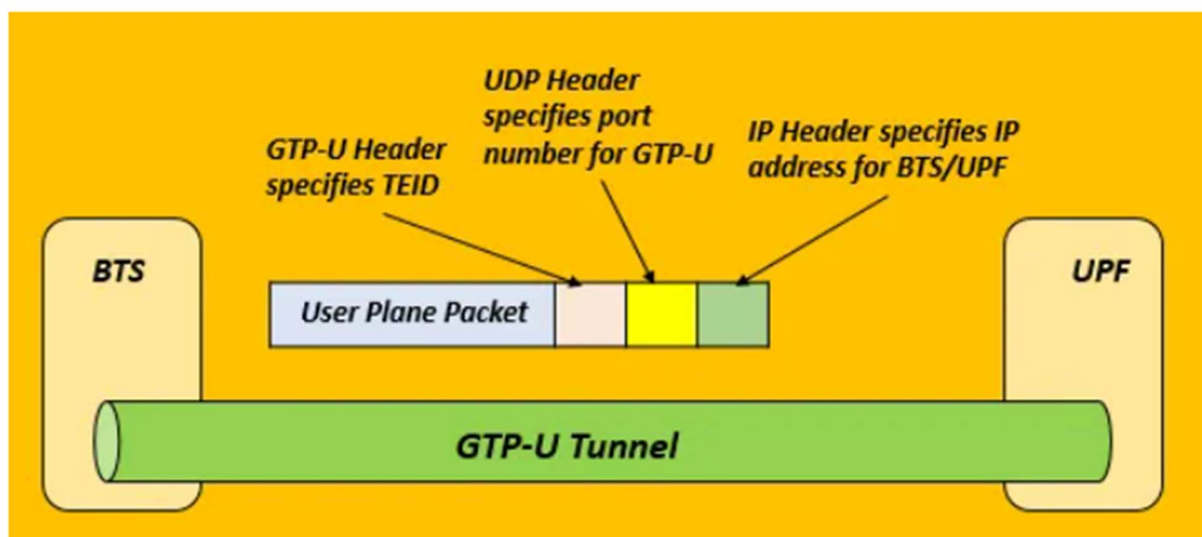 UDP Header
specifies port
number for GTP-U
GTP-U Header
specifies TEID
IP Header specifies IP
address for BTS/UPF
BTS
UPF
User Plane Packet
GTP-U Tunnel